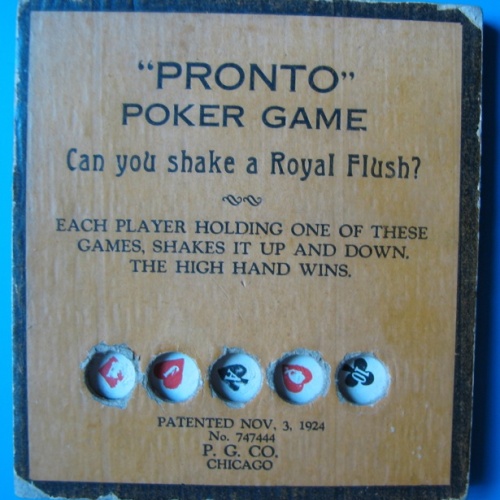 "PRONTO"
POKER GAME
Can you shake a Royal Flush?
EACH PLAYER HOLDING ONE OF THESE
GAMES, SHAKES IT UP AND DOWN.
THE HIGH HAND WINS.
10
PATENTED NOV. 3, 1924
No. 747444
P. G. CO.
CHICAGO